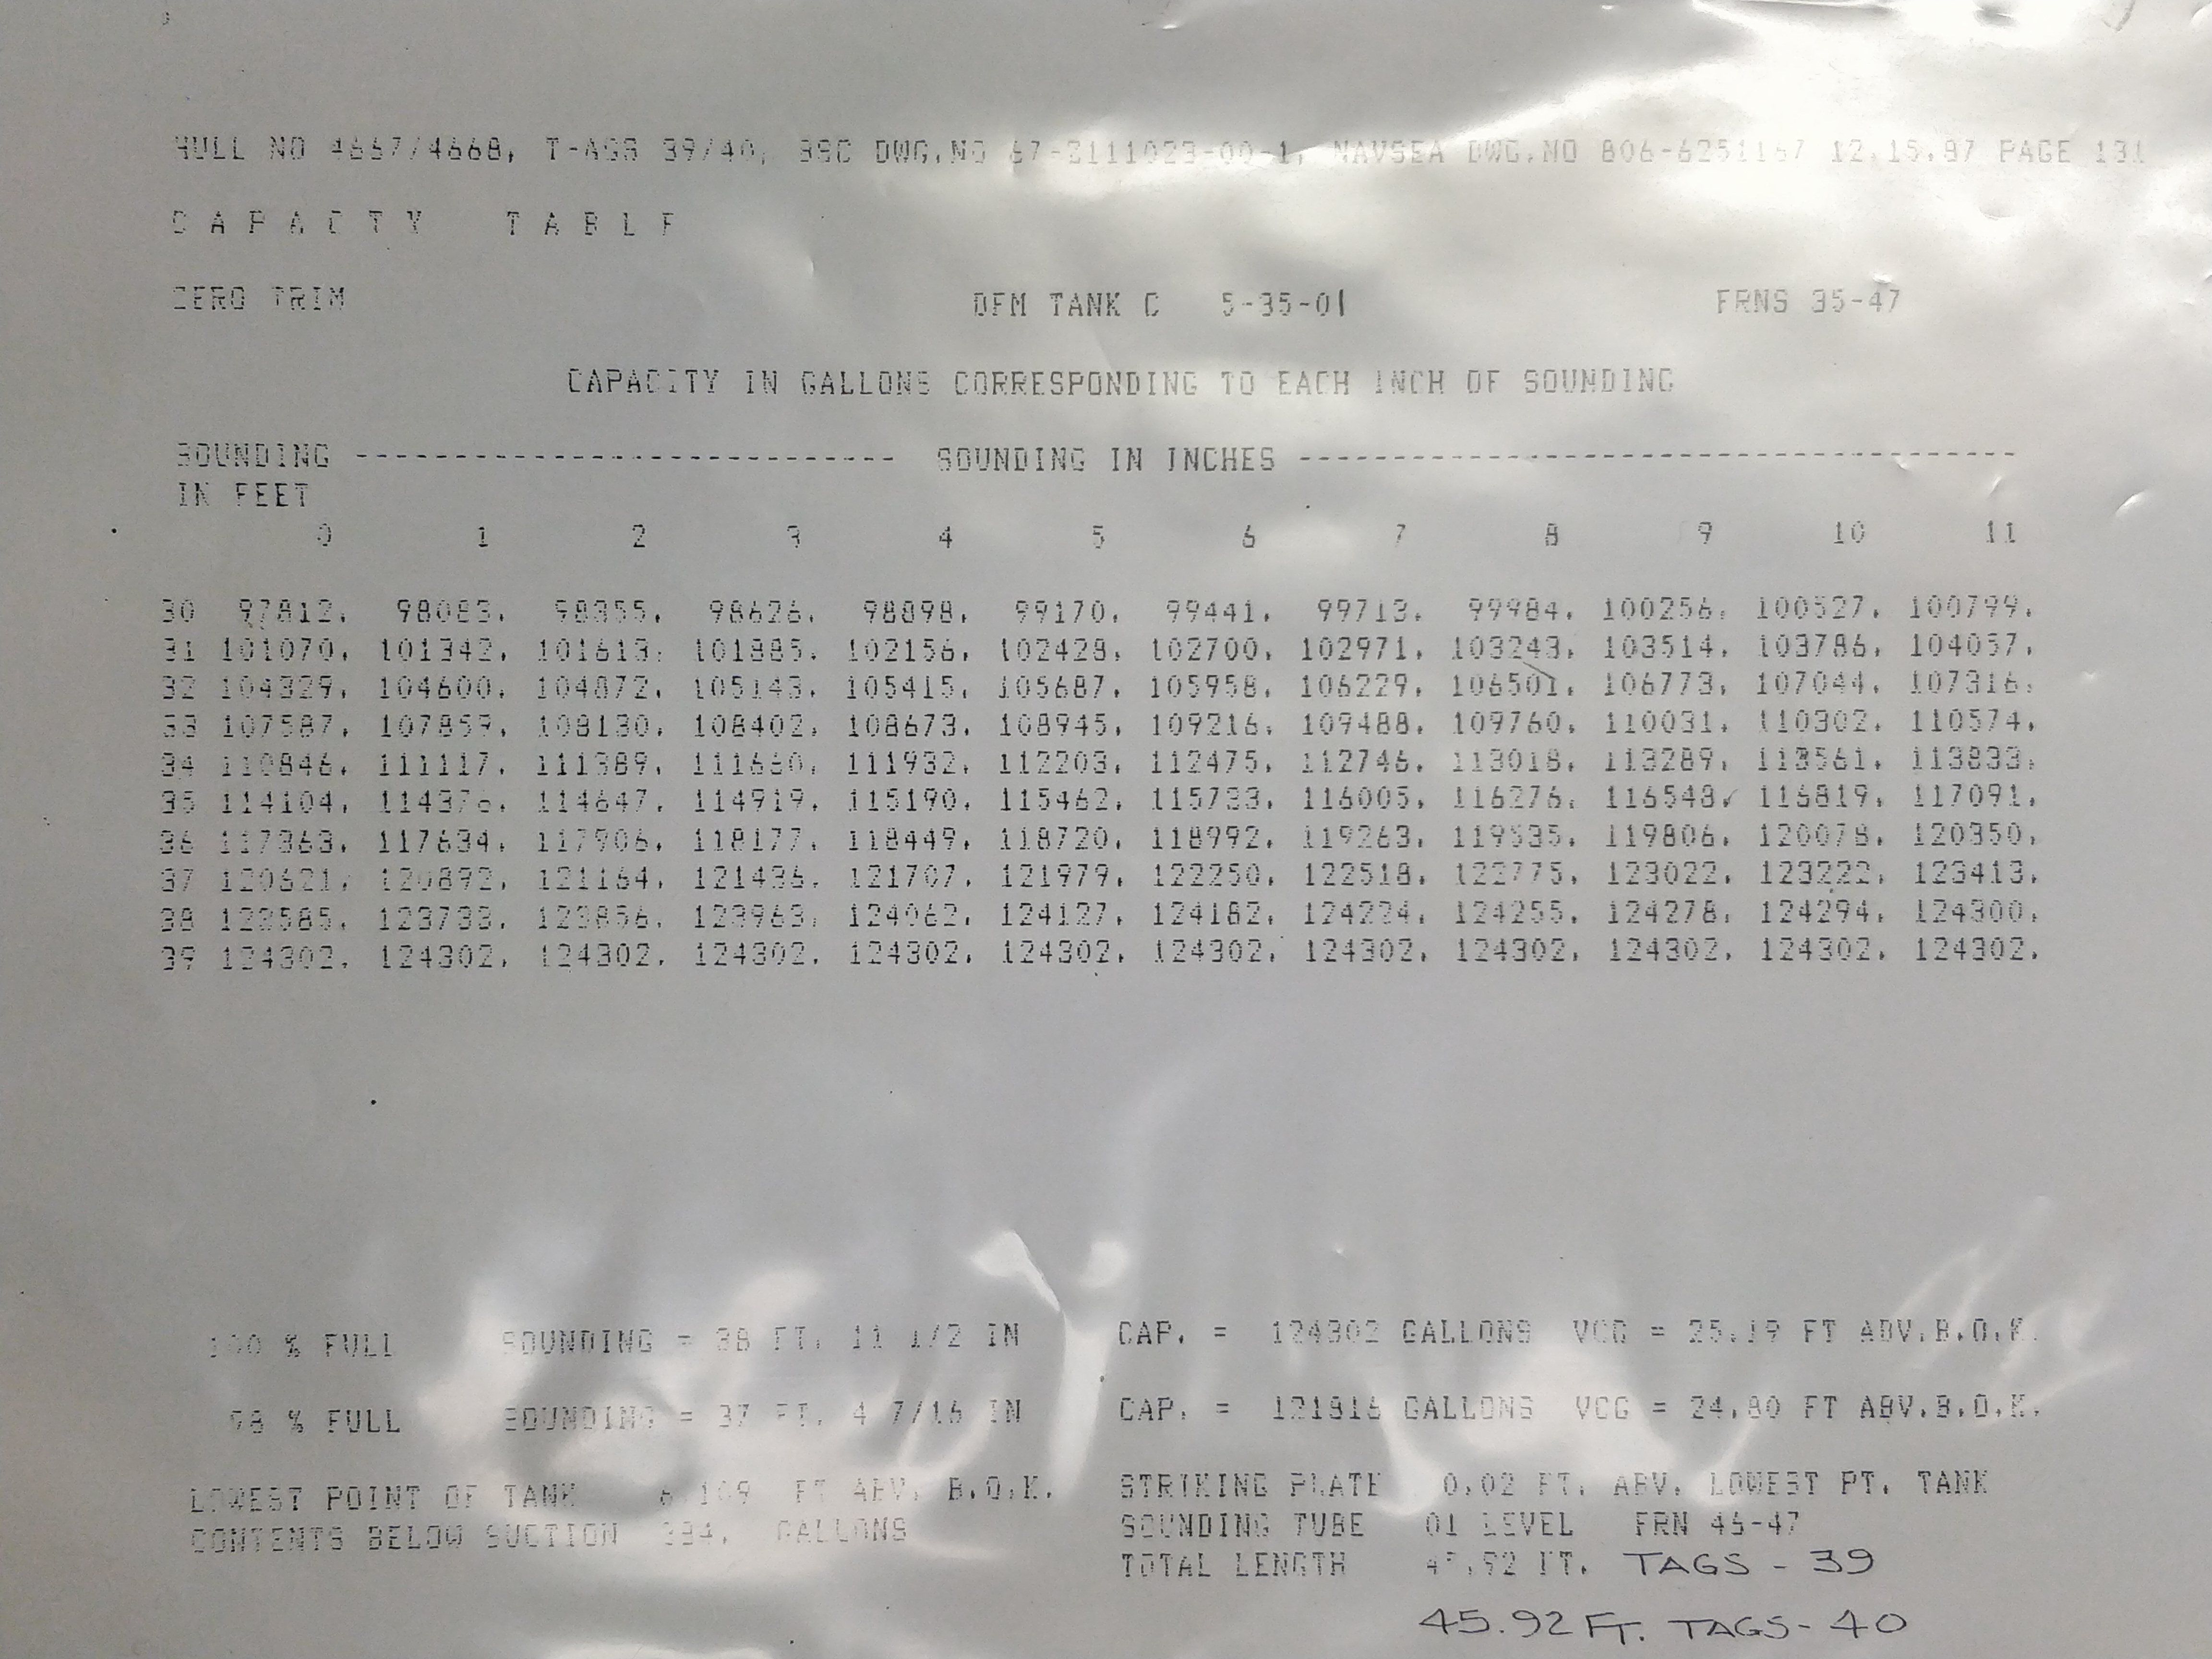 HULL NO 4667/4668, T-AGS 39/40, BSC DWG.NO 67-3111023-00-1, NAVSEA DWG.NO 806-6251167 12.15.87 PAGE 131
C A P A C I T Y T A B L E
ZERO TRIM DFM TANK C 5-35-01 FRNS 35-47
CAPACITY IN GALLONS CORRESPONDING TO EACH INCH OF SOUNDING
SOUNDING ---------------------------------- SOUNDING IN INCHES ----------------------------------------------
IN FEET
0 1 2 3 4 5 6 7 8 9 10 11
30 97812. 98083. 98355. 98626. 98898. 99170. 99441. 99713. 99984. 100256. 100527. 100799.
31 101070. 101342. 101613. 101885. 102156. 102428. 102700. 102971. 103243. 103514. 103786. 104057.
32 104329. 104600. 104872. 105143. 105415. 105687. 105958. 106229. 106501. 106773. 107044. 107316.
33 107587. 107859. 108130. 108402. 108673. 108945. 109216. 109488. 109760. 110031. 110302. 110574.
34 110846. 111117. 111389. 111660. 111932. 112203. 112475. 112746. 113018. 113289. 113561. 113833.
35 114104. 114376. 114647. 114919. 115190. 115462. 115733. 116005. 116276. 116548. 116819. 117091.
36 117363. 117634. 117906. 118177. 118449. 118720. 118992. 119263. 119535. 119806. 120078. 120350.
37 120621. 120892. 121164. 121436. 121707. 121979. 122250. 122518. 122775. 123022. 123222. 123413.
38 123585. 123733. 123856. 123963. 124062. 124127. 124182. 124224. 124255. 124278. 124294. 124300.
39 124302. 124302. 124302. 124302. 124302. 124302. 124302. 124302. 124302. 124302. 124302. 124302.
100 % FULL SOUNDING = 38 FT. 11 1/2 IN CAP. = 124302 GALLONS VCG = 25.19 FT ABV.B.O.K.
98 % FULL SOUNDING = 37 FT. 4 7/16 IN CAP. = 121816 GALLONS VCG = 24.80 FT ABV.B.O.K.
LOWEST POINT OF TANK FT ABV. B.O.K. STRIKING PLATE 0.02 FT. ABV. LOWEST PT. TANK
CONTENTS BELOW SUCTION GALLONS SOUNDING TUBE 01 LEVEL FRN 46-47
TOTAL LENGTH FT. TAGS - 39
45.92 FT. TAGS-40